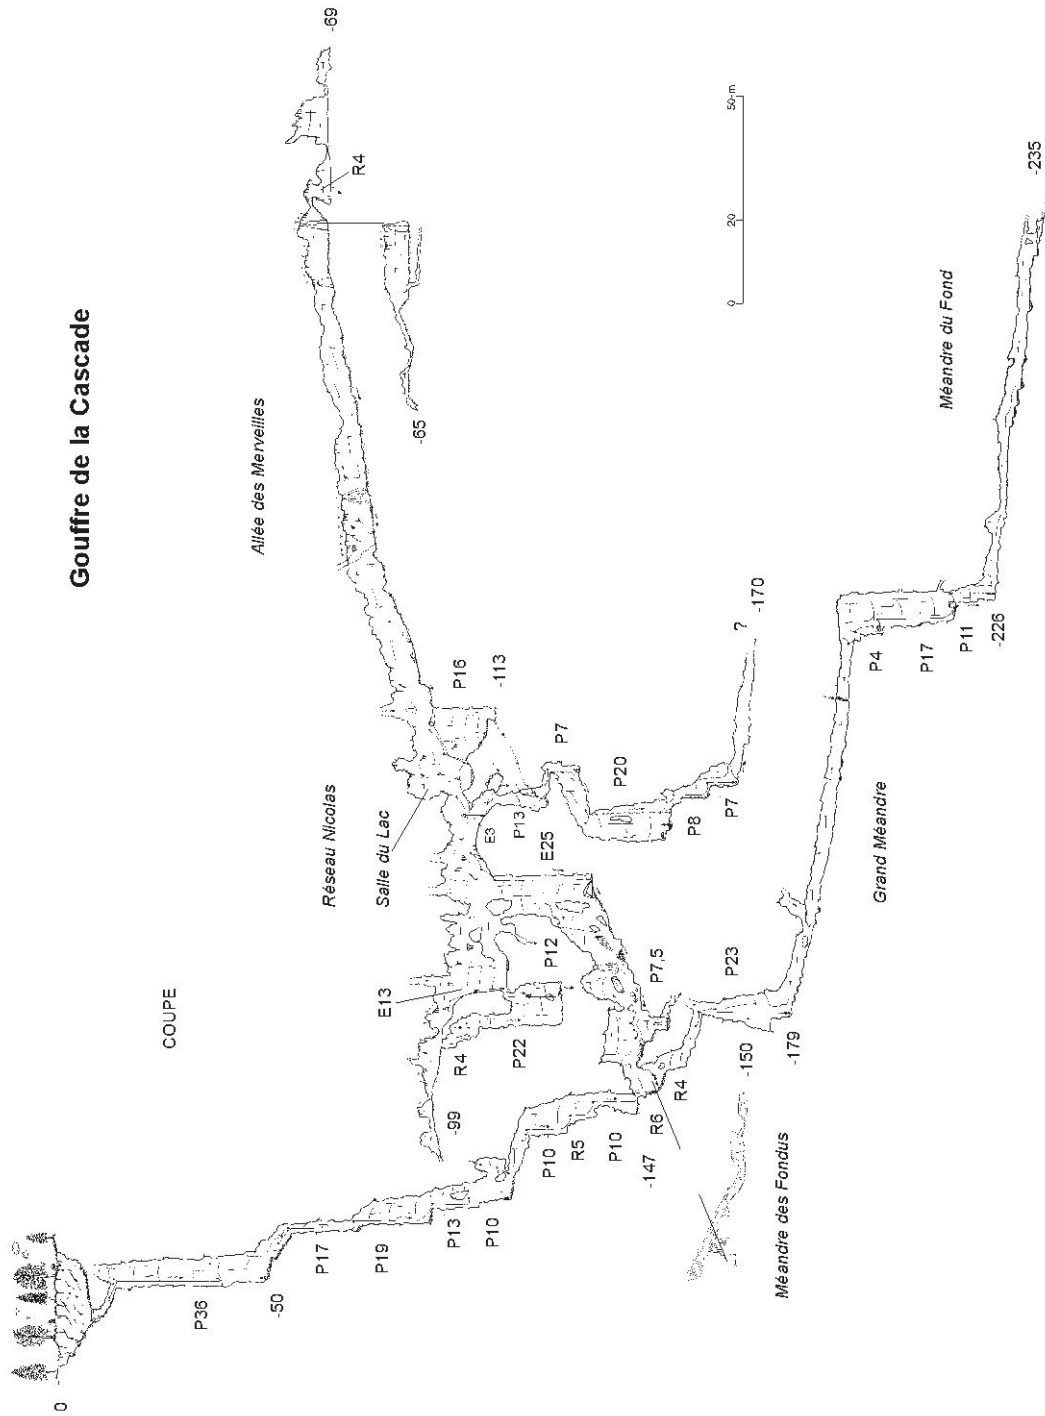 Gouffre de la Cascade
COUPE
0
P36
-50
P17
P19
P13
P10
P10
R5
P10
-147
R6
R4
Méandre des Fondus
-150
-179
P23
P7,5
-99
R4
P22
E13
P12
Réseau Nicolas
Salle du Lac
E3
P13
E25
P16
-113
P7
P20
P8
P7
?
-170
Allée des Merveilles
-65
R4
-69
Grand Méandre
P4
P17
P11
-226
Méandre du Fond
-235
0 20 50 m